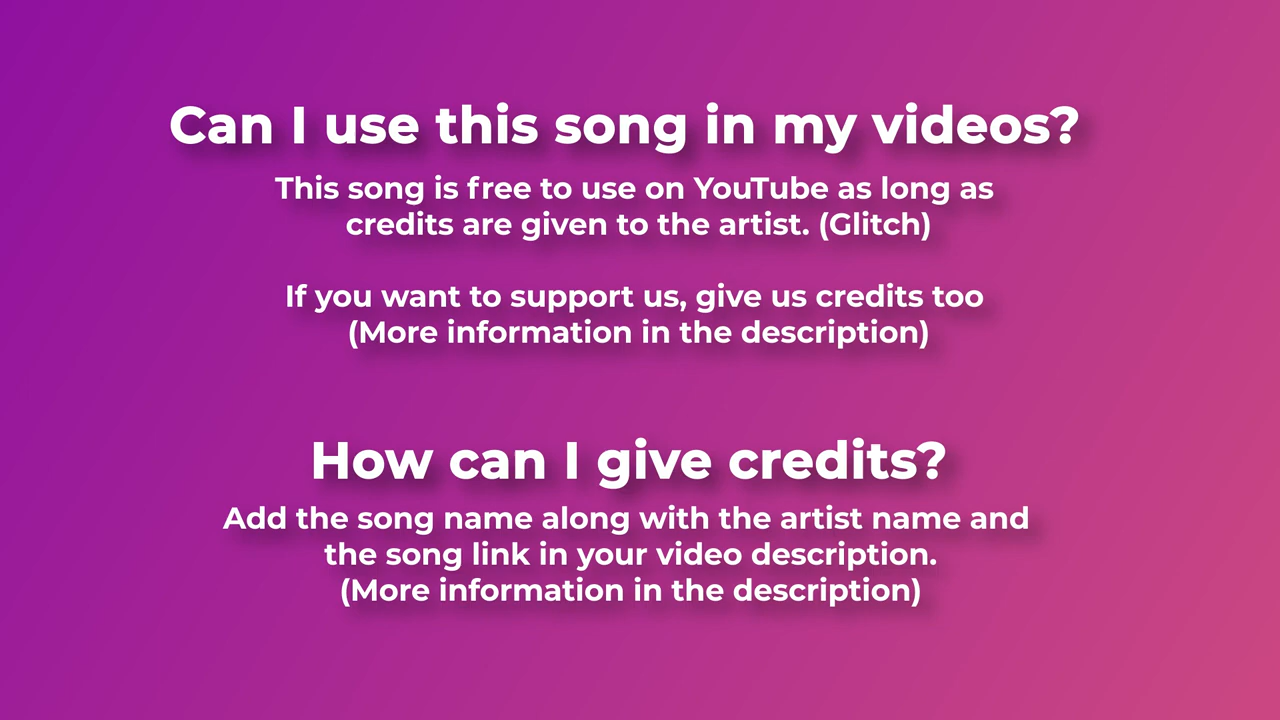 Can I use this song in my videos?
This song is free to use on YouTube as long as
credits are given to the artist. (Glitch)
If you want to support us, give us credits too
(More information in the description)
How can I give credits?
Add the song name along with the artist name and
the song link in your video description.
(More information in the description)